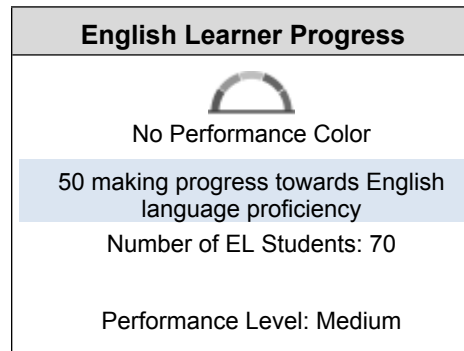 English Learner Progress
No Performance Color
50 making progress towards English
language proficiency
Number of EL Students: 70
Performance Level: Medium